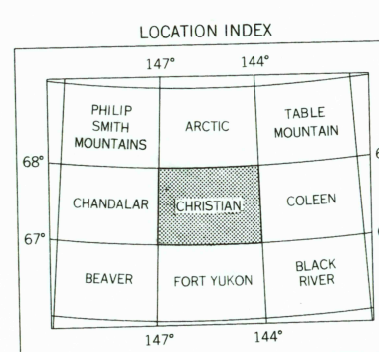 LOCATION INDEX
147° 144°
PHILIP
SMITH
MOUNTAINS
ARCTIC
TABLE
MOUNTAIN
68°
CHANDALAR
CHRISTIAN
COLEEN
67°
BEAVER
FORT YUKON
BLACK
RIVER
147° 144°